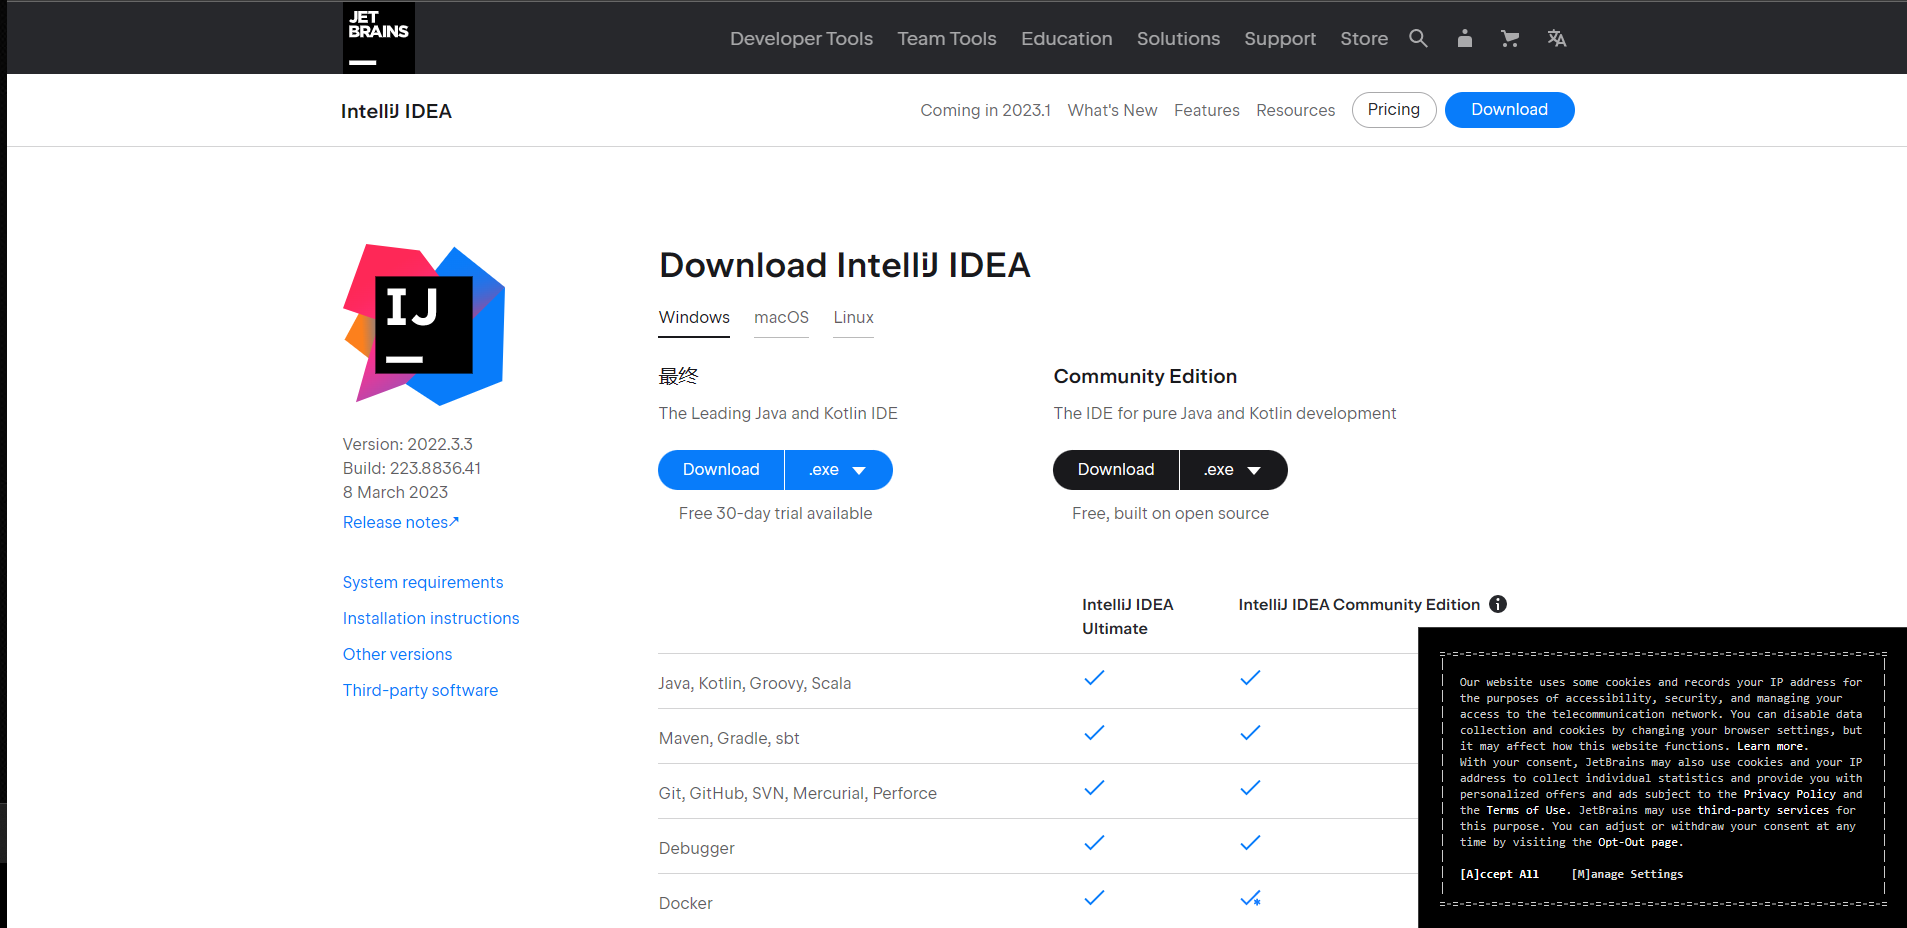 JET
BRAINS
Developer Tools Team Tools Education Solutions Support Store
IntelliJ IDEA
Coming in 2023.1 What's New Features Resources Pricing Download
IJ
Download IntelliJ IDEA
Windows macOS Linux
最终
The Leading Java and Kotlin IDE
Download .exe
Free 30-day trial available
Community Edition
The IDE for pure Java and Kotlin development
Download .exe
Free, built on open source
Version: 2022.3.3
Build: 223.8836.41
8 March 2023
Release notes↗
System requirements
Installation instructions
Other versions
Third-party software
IntelliJ IDEA
Ultimate
IntelliJ IDEA Community Edition
Java, Kotlin, Groovy, Scala
Maven, Gradle, sbt
Git, GitHub, SVN, Mercurial, Perforce
Debugger
Docker
Our website uses some cookies and records your IP address for
the purposes of accessibility, security, and managing your
access to the telecommunication network. You can disable data
collection and cookies by changing your browser settings, but
it may affect how this website functions. Learn more.
With your consent, JetBrains may also use cookies and your IP
address to collect individual statistics and provide you with
personalized offers and ads subject to the Privacy Policy and
the Terms of Use. JetBrains may use third-party services for
this purpose. You can adjust or withdraw your consent at any
time by visiting the Opt-Out page.
[A]ccept All [M]anage Settings